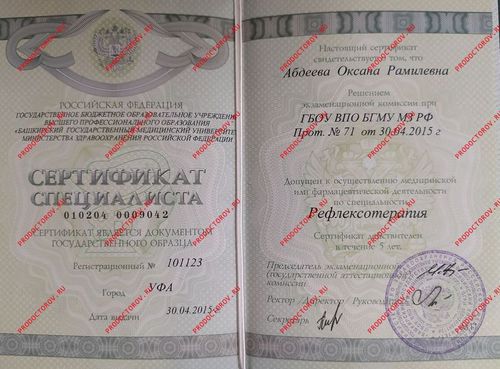 РОССИЙСКАЯ ФЕДЕРАЦИЯ
ГОСУДАРСТВЕННОЕ БЮДЖЕТНОЕ ОБРАЗОВАТЕЛЬНОЕ УЧРЕЖДЕНИЕ
ВЫСШЕГО ПРОФЕССИОНАЛЬНОГО ОБРАЗОВАНИЯ
«БАШКИРСКИЙ ГОСУДАРСТВЕННЫЙ МЕДИЦИНСКИЙ УНИВЕРСИТЕТ»
МИНИСТЕРСТВА ЗДРАВООХРАНЕНИЯ РОССИЙСКОЙ ФЕДЕРАЦИИ
СЕРТИФИКАТ
СПЕЦИАЛИСТА
010204 0009042
СЕРТИФИКАТ ЯВЛЯЕТСЯ ДОКУМЕНТОМ
ГОСУДАРСТВЕННОГО ОБРАЗЦА
Регистрационный № 101123
Город УФА
Дата выдачи 30.04.2015 г
Настоящий сертификат
свидетельствует о том, что
Абдеева Оксана Рамилевна
Решением
экзаменационной комиссии при
ГБОУ ВПО БГМУ МЗ РФ
Прот. № 71 от 30.04.2015 г
Допущен к осуществлению медицинской
или фармацевтической деятельности
по специальности
Рефлексотерапия
Сертификат действителен
в течение 5 лет.
Председатель экзаменационной
(государственной аттестационной)
комиссии
Ректор / Директор / Руководитель
Секретарь
PRODOCTOROV.RU